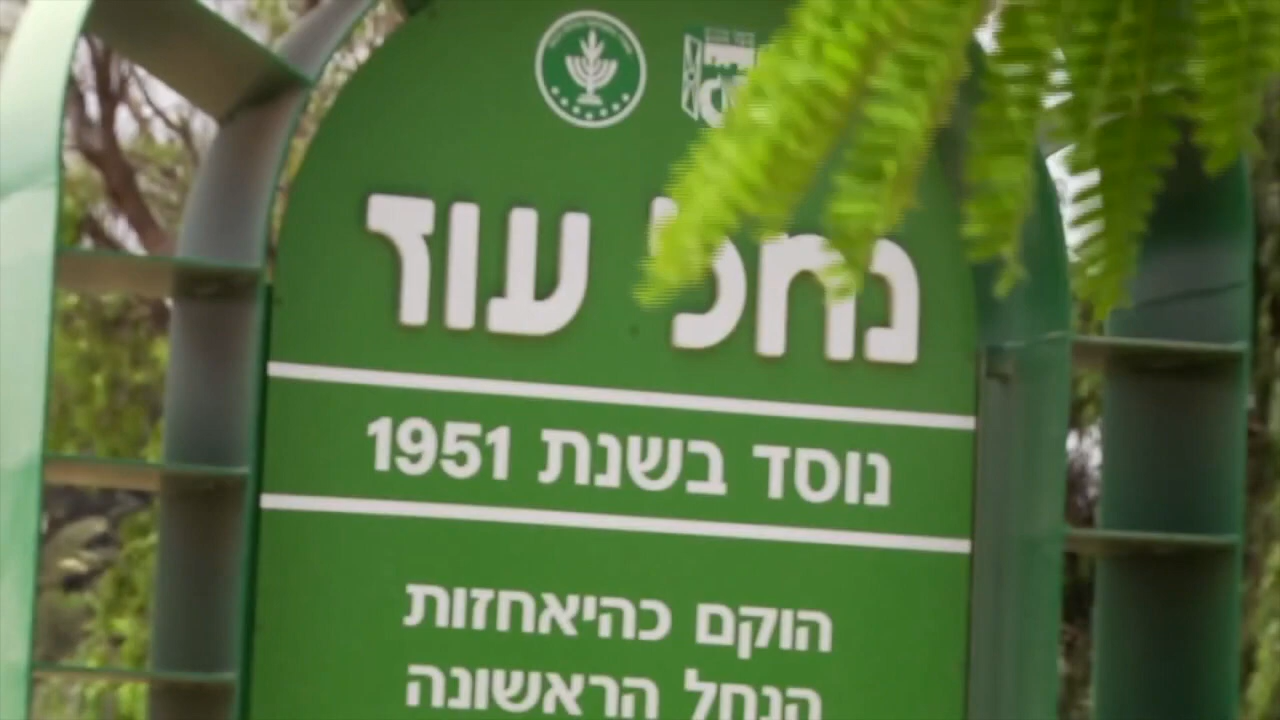 נחל עוז
נוסד בשנת 1951
הוקם כהיאחזות
הנחל הראשונה